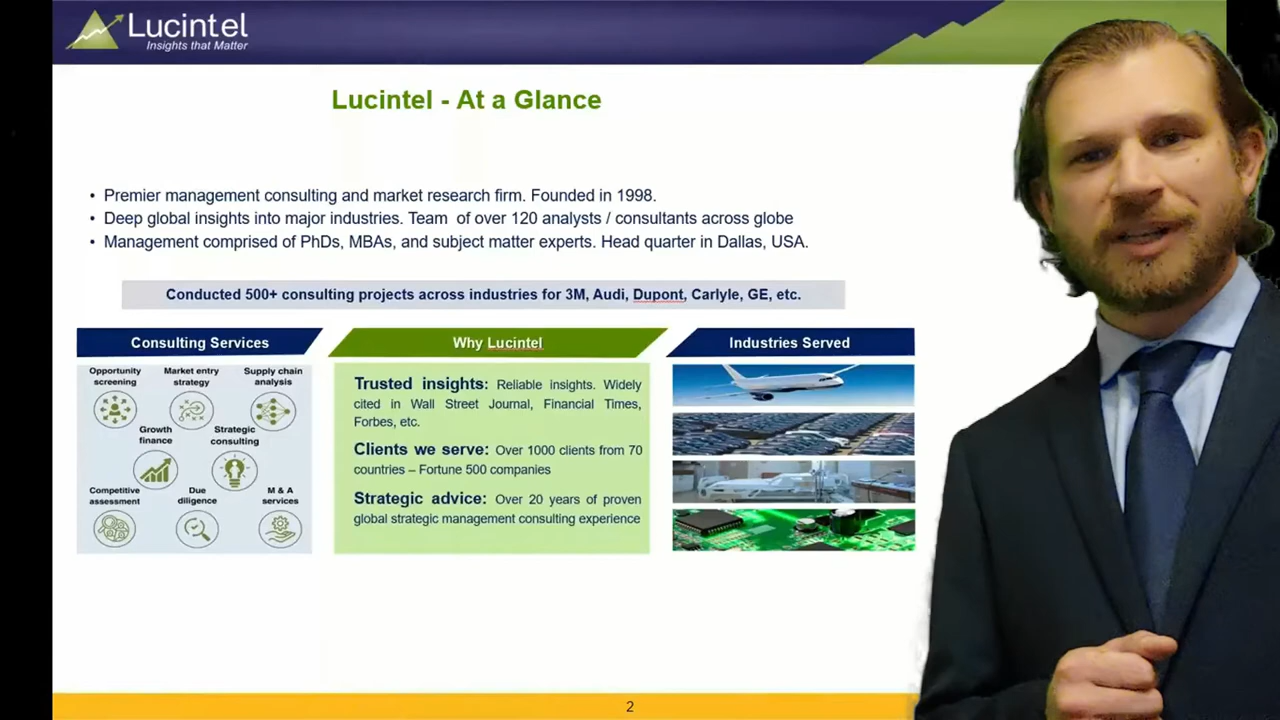 Lucintel
Insights that Matter
Lucintel - At a Glance
• Premier management consulting and market research firm. Founded in 1998.
• Deep global insights into major industries. Team of over 120 analysts / consultants across globe
• Management comprised of PhDs, MBAs, and subject matter experts. Head quarter in Dallas, USA.
Conducted 500+ consulting projects across industries for 3M, Audi, Dupont, Carlyle, GE, etc.
Consulting Services
Opportunity
screening
Market entry
strategy
Supply chain
analysis
Growth
finance
Strategic
consulting
Competitive
assessment
Due
diligence
M & A
services
Why Lucintel
Trusted insights: Reliable insights. Widely
cited in Wall Street Journal, Financial Times,
Forbes, etc.
Clients we serve: Over 1000 clients from 70
countries – Fortune 500 companies
Strategic advice: Over 20 years of proven
global strategic management consulting experience
Industries Served
2